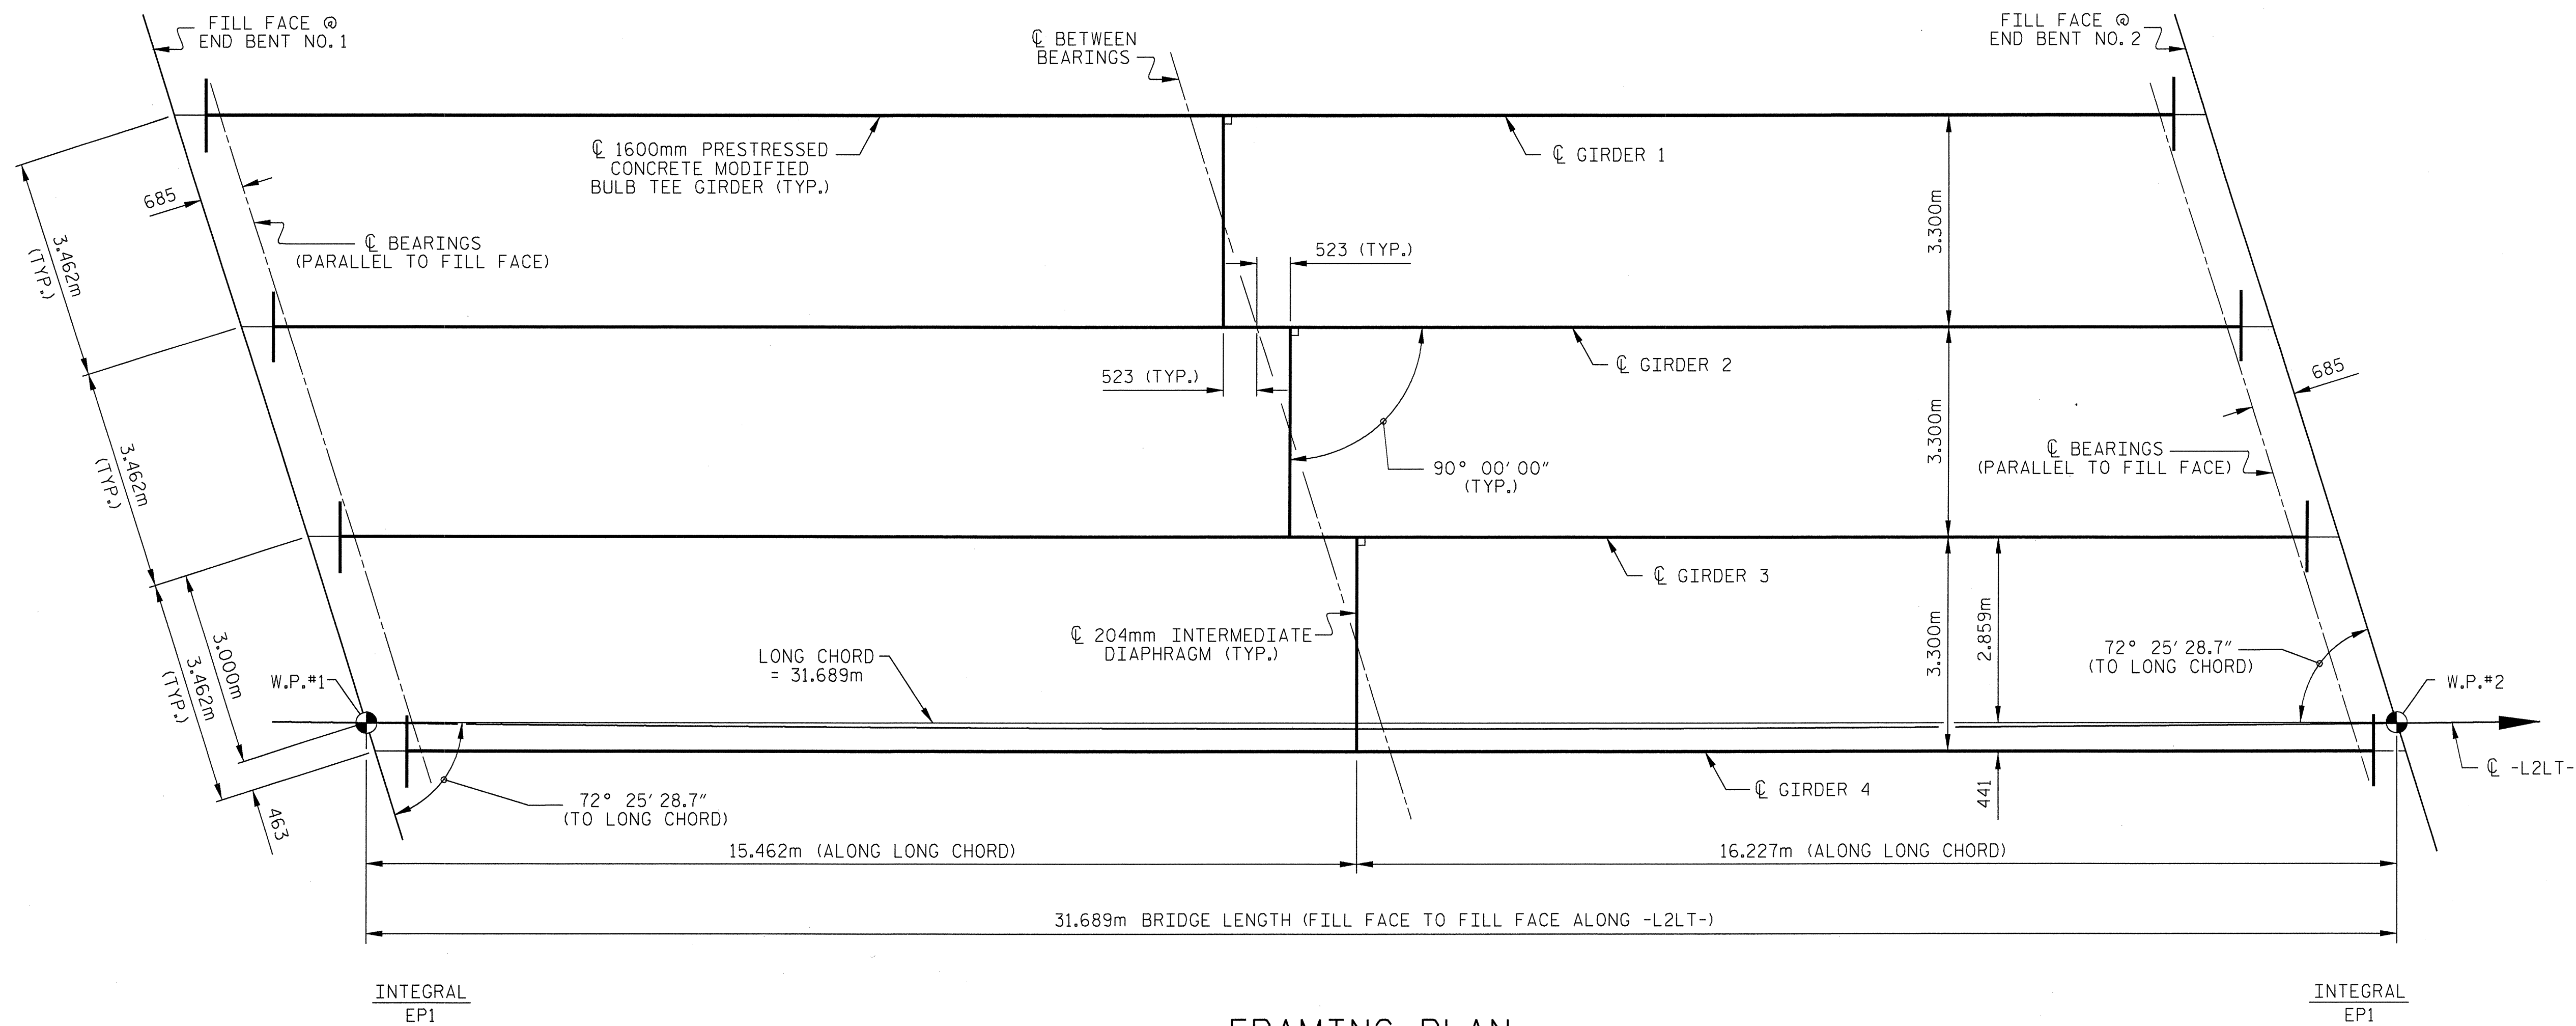 FILL FACE @
END BENT NO. 1
℄ BETWEEN
BEARINGS
FILL FACE @
END BENT NO. 2
℄ 1600mm PRESTRESSED
CONCRETE MODIFIED
BULB TEE GIRDER (TYP.)
℄ GIRDER 1
685
3.462m
(TYP.)
℄ BEARINGS
(PARALLEL TO FILL FACE)
523 (TYP.)
3.300m
523 (TYP.)
℄ GIRDER 2
685
3.462m
(TYP.)
90° 00' 00"
(TYP.)
3.300m
℄ BEARINGS
(PARALLEL TO FILL FACE)
℄ GIRDER 3
3.000m
3.462m
(TYP.)
℄ 204mm INTERMEDIATE
DIAPHRAGM (TYP.)
3.300m
2.859m
72° 25' 28.7"
(TO LONG CHORD)
LONG CHORD
= 31.689m
W.P.#1
W.P.#2
℄ -L2LT-
463
72° 25' 28.7"
(TO LONG CHORD)
℄ GIRDER 4
441
15.462m (ALONG LONG CHORD)
16.227m (ALONG LONG CHORD)
31.689m BRIDGE LENGTH (FILL FACE TO FILL FACE ALONG -L2LT-)
INTEGRAL
EP1
INTEGRAL
EP1
FRAMING PLAN